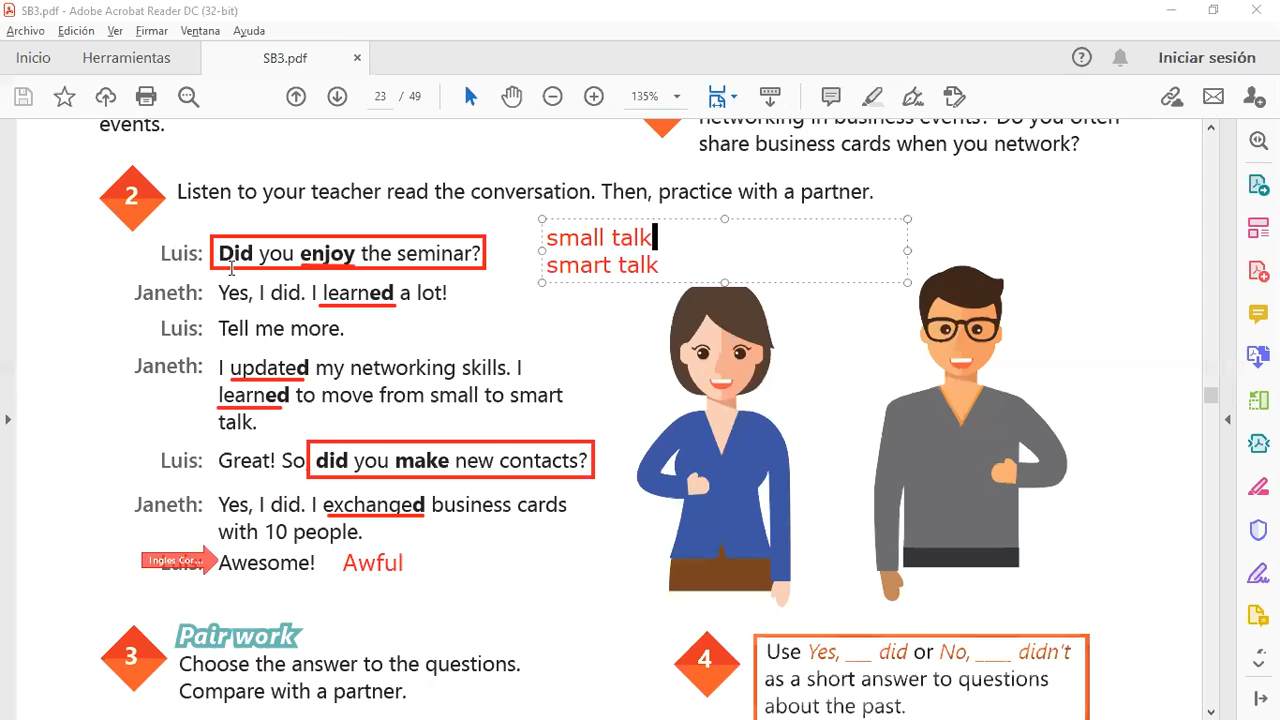 SB3.pdf - Adobe Acrobat Reader DC (32-bit)
Archivo Edición Ver Firmar Ventana Ayuda
Inicio Herramientas SB3.pdf × Iniciar sesión
23 / 49 135%
events.
networking in business events? Do you often
share business cards when you network?
2 Listen to your teacher read the conversation. Then, practice with a partner.
small talk
smart talk
Luis: Did you enjoy the seminar?
Janeth: Yes, I did. I learned a lot!
Luis: Tell me more.
Janeth: I updated my networking skills. I
learned to move from small to smart
talk.
Luis: Great! So, did you make new contacts?
Janeth: Yes, I did. I exchanged business cards
with 10 people.
Ingles Cor...
Luis: Awesome! Awful
3 Pair work
Choose the answer to the questions.
Compare with a partner.
4 Use Yes, ___ did or No, ____ didn't
as a short answer to questions
about the past.